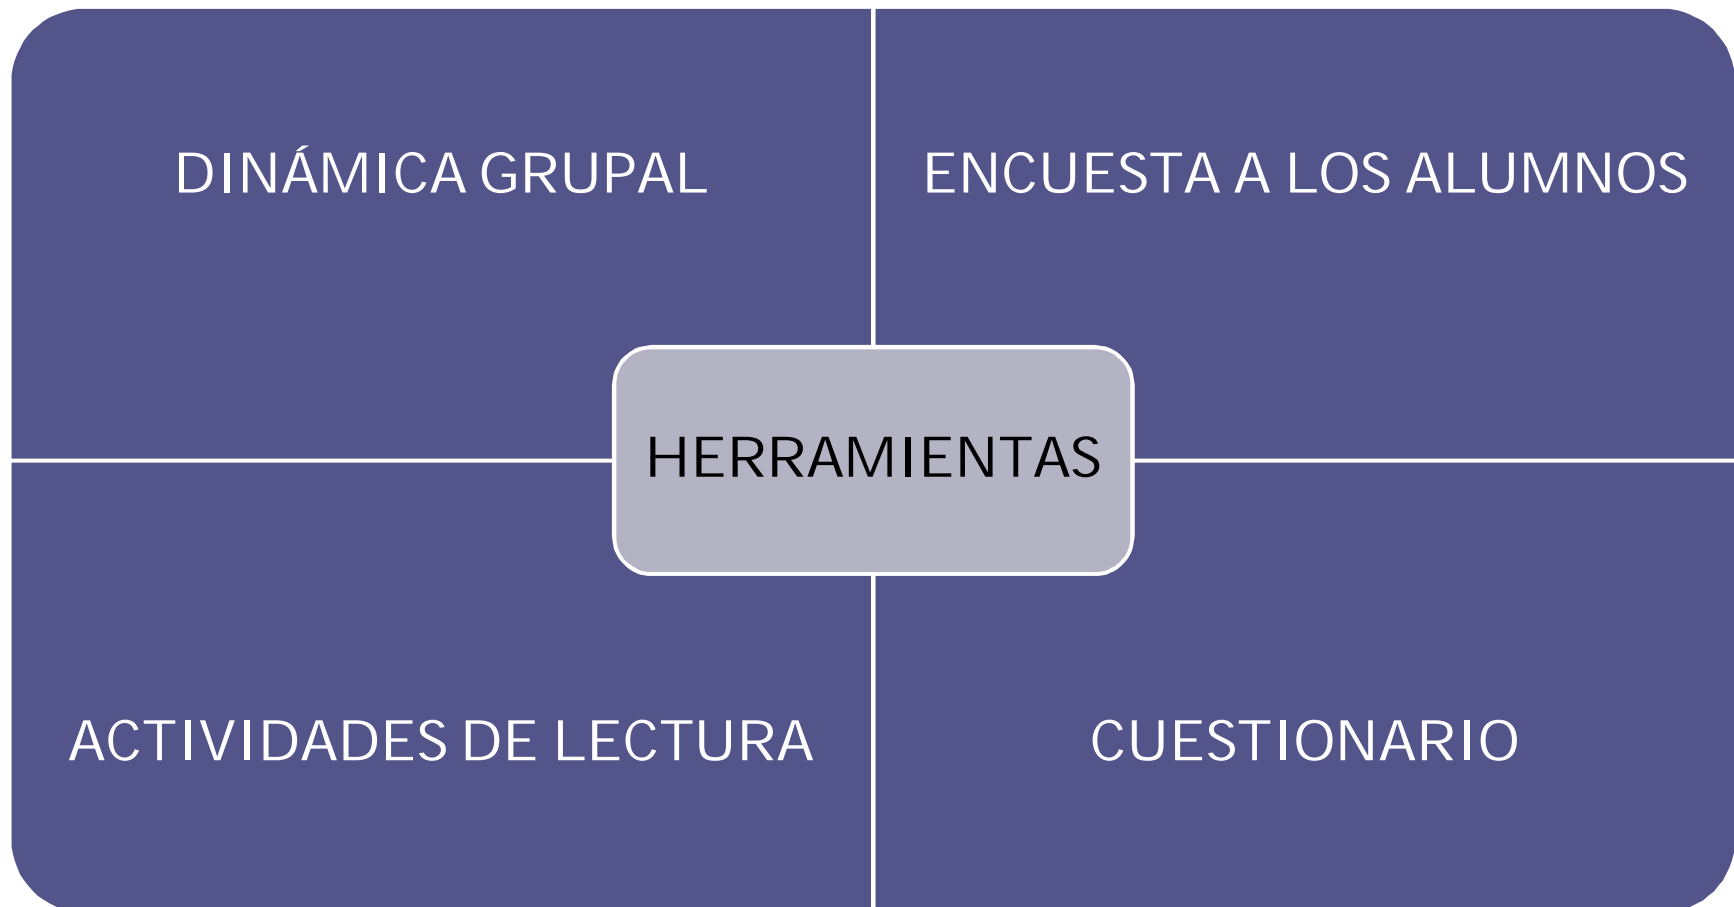 DINÁMICA GRUPAL
ENCUESTA A LOS ALUMNOS
HERRAMIENTAS
ACTIVIDADES DE LECTURA
CUESTIONARIO